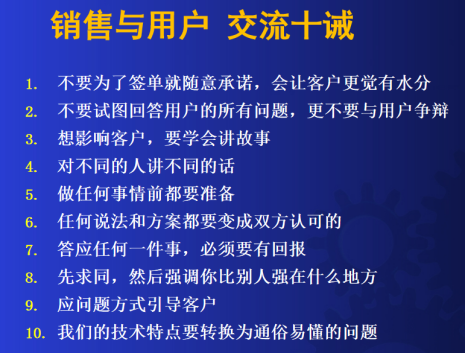 销售与用户 交流十诫
1. 不要为了签单就随意承诺，会让客户更觉有水分
2. 不要试图回答用户的所有问题，更不要与用户争辩
3. 想影响客户，要学会讲故事
4. 对不同的人讲不同的话
5. 做任何事情前都要准备
6. 任何说法和方案都要变成双方认可的
7. 答应任何一件事，必须要有回报
8. 先求同，然后强调你比别人强在什么地方
9. 应问题方式引导客户
10. 我们的技术特点要转换为通俗易懂的问题